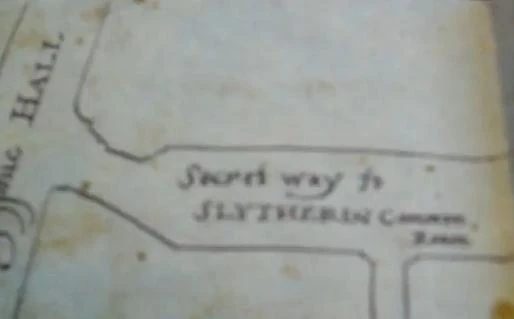 HALL
Secret way to
SLYTHERIN Common
Room